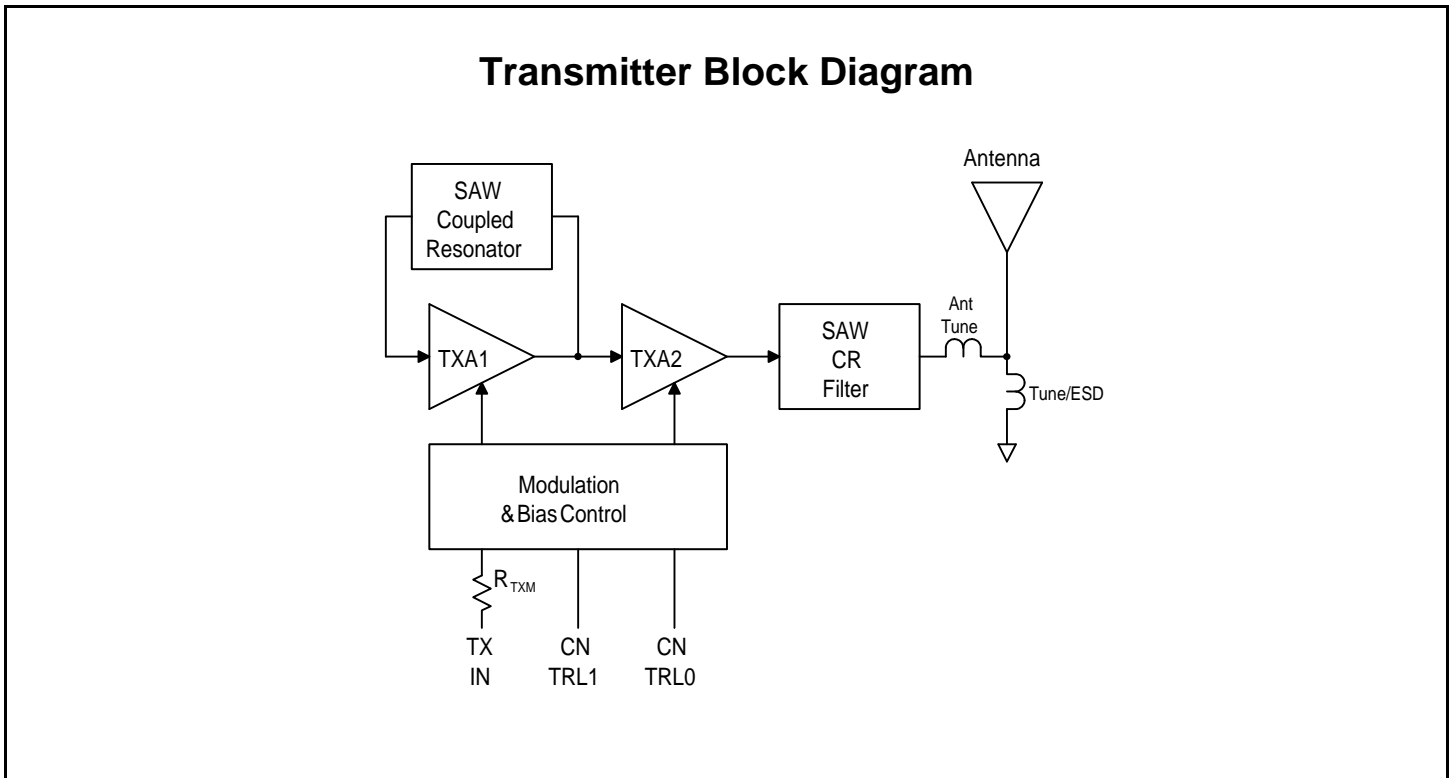 Transmitter Block Diagram
Antenna
SAW
Coupled
Resonator
Ant
Tune
TXA1
TXA2
SAW
CR
Filter
Tune/ESD
Modulation
& Bias Control
RTXM
TX
IN
CN
TRL1
CN
TRL0